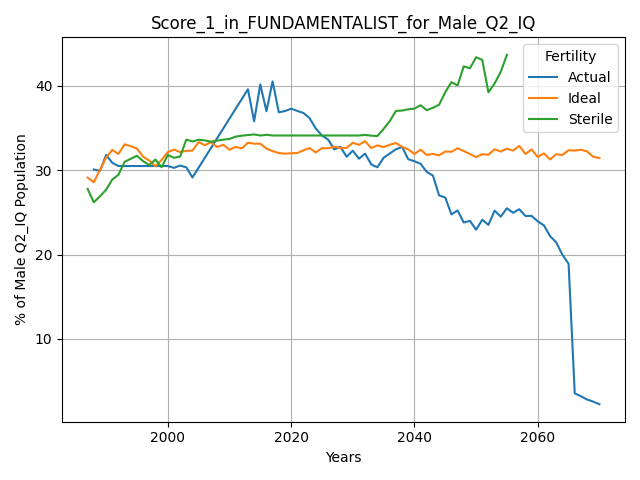 Score_1_in_FUNDAMENTALIST_for_Male_Q2_IQ
Fertility
Actual
Ideal
Sterile
% of Male Q2_IQ Population
40
30
20
10
2000
2020
2040
2060
Years